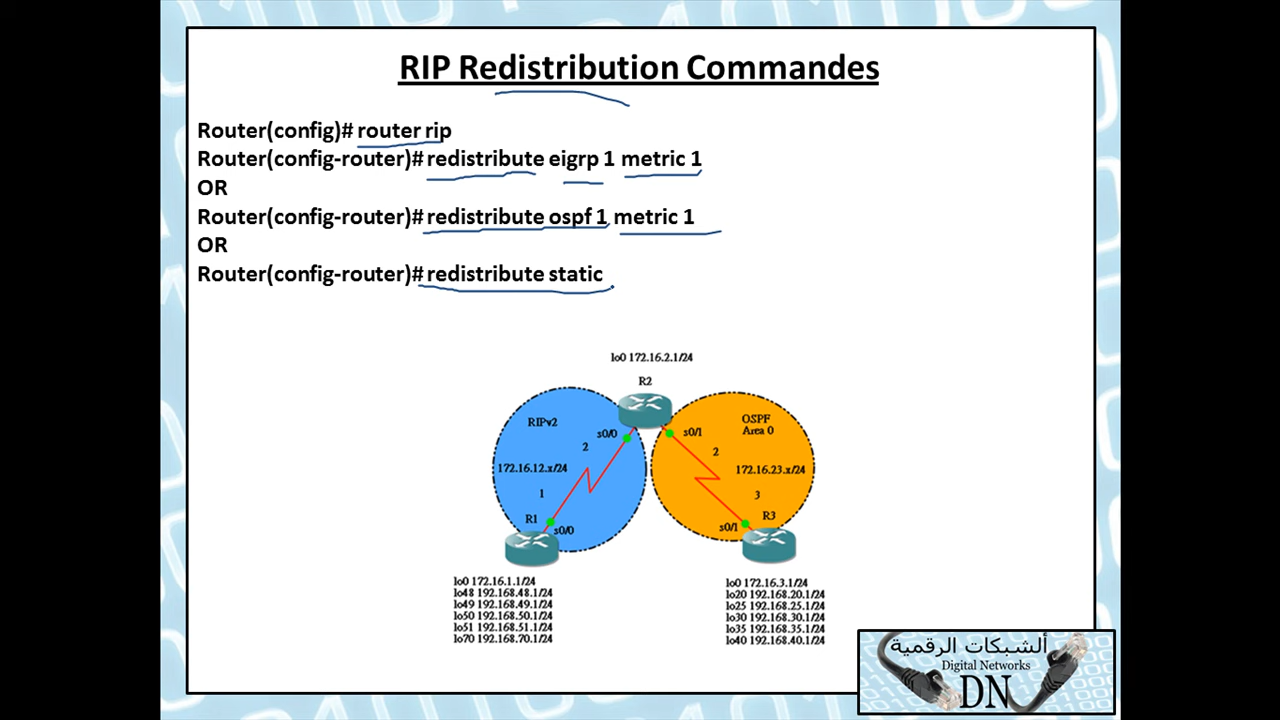 RIP Redistribution Commandes
Router(config)# router rip
Router(config-router)# redistribute eigrp 1 metric 1
OR
Router(config-router)# redistribute ospf 1 metric 1
OR
Router(config-router)# redistribute static
lo0 172.16.2.1/24
R2
RIPv2
s0/0
2
172.16.12.x/24
1
R1
s0/0
OSPF
Area 0
s0/1
2
172.16.23.x/24
3
R3
s0/1
lo0 172.16.1.1/24
lo48 192.168.48.1/24
lo49 192.168.49.1/24
lo50 192.168.50.1/24
lo51 192.168.51.1/24
lo70 192.168.70.1/24
lo0 172.16.3.1/24
lo20 192.168.20.1/24
lo25 192.168.25.1/24
lo30 192.168.30.1/24
lo35 192.168.35.1/24
lo40 192.168.40.1/24
ألشبكات الرقمية
Digital Networks
DN